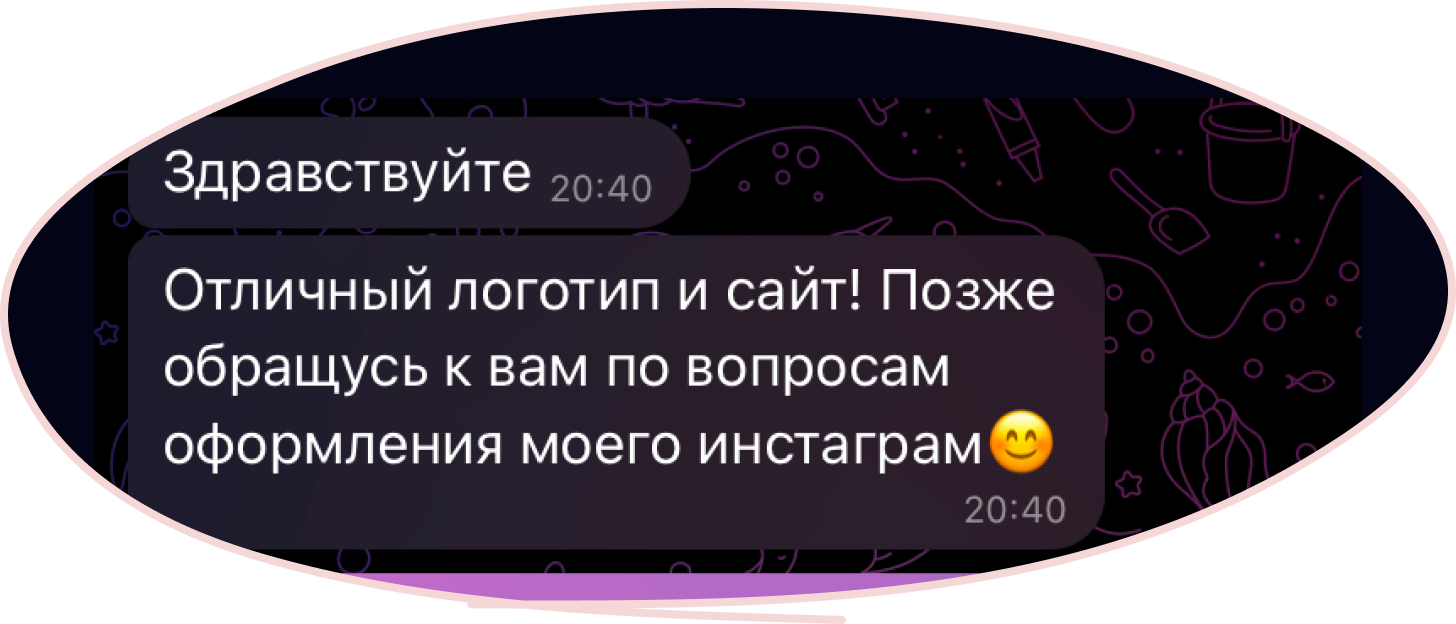 Здравствуйте 20:40
Отличный логотип и сайт! Позже
обращусь к вам по вопросам
оформления моего инстаграм😊
20:40